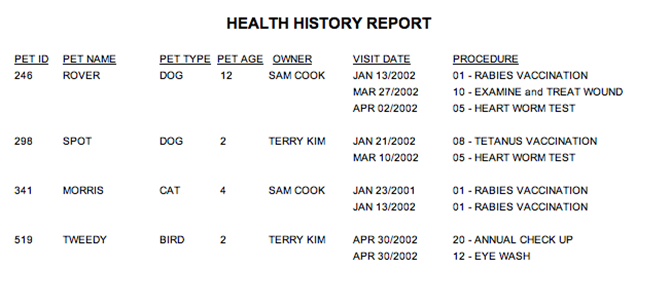 HEALTH HISTORY REPORT
PET ID PET NAME PET TYPE PET AGE OWNER VISIT DATE PROCEDURE
246 ROVER DOG 12 SAM COOK JAN 13/2002 01 - RABIES VACCINATION
MAR 27/2002 10 - EXAMINE and TREAT WOUND
APR 02/2002 05 - HEART WORM TEST
298 SPOT DOG 2 TERRY KIM JAN 21/2002 08 - TETANUS VACCINATION
MAR 10/2002 05 - HEART WORM TEST
341 MORRIS CAT 4 SAM COOK JAN 23/2001 01 - RABIES VACCINATION
JAN 13/2002 01 - RABIES VACCINATION
519 TWEEDY BIRD 2 TERRY KIM APR 30/2002 20 - ANNUAL CHECK UP
APR 30/2002 12 - EYE WASH